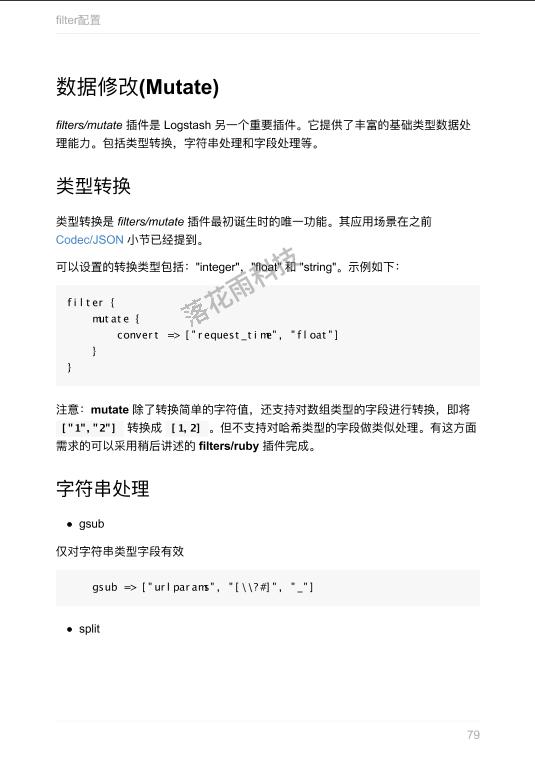 filter配置
数据修改(Mutate)
filters/mutate 插件是 Logstash 另一个重要插件。它提供了丰富的基础类型数据处
理能力。包括类型转换，字符串处理和字段处理等。
类型转换
类型转换是 filters/mutate 插件最初诞生时的唯一功能。其应用场景在之前
Codec/JSON 小节已经提到。
可以设置的转换类型包括："integer"，"float" 和 "string"。示例如下：
filter {
    mutate {
        convert => ["request_time", "float"]
    }
}
落花雨科技
注意：mutate 除了转换简单的字符值，还支持对数组类型的字段进行转换，即将
["1","2"] 转换成 [1,2] 。但不支持对哈希类型的字段做类似处理。有这方面
需求的可以采用稍后讲述的 filters/ruby 插件完成。
字符串处理
● gsub
仅对字符串类型字段有效
    gsub => ["urlparams", "[\\?#]", "_"]
● split
79